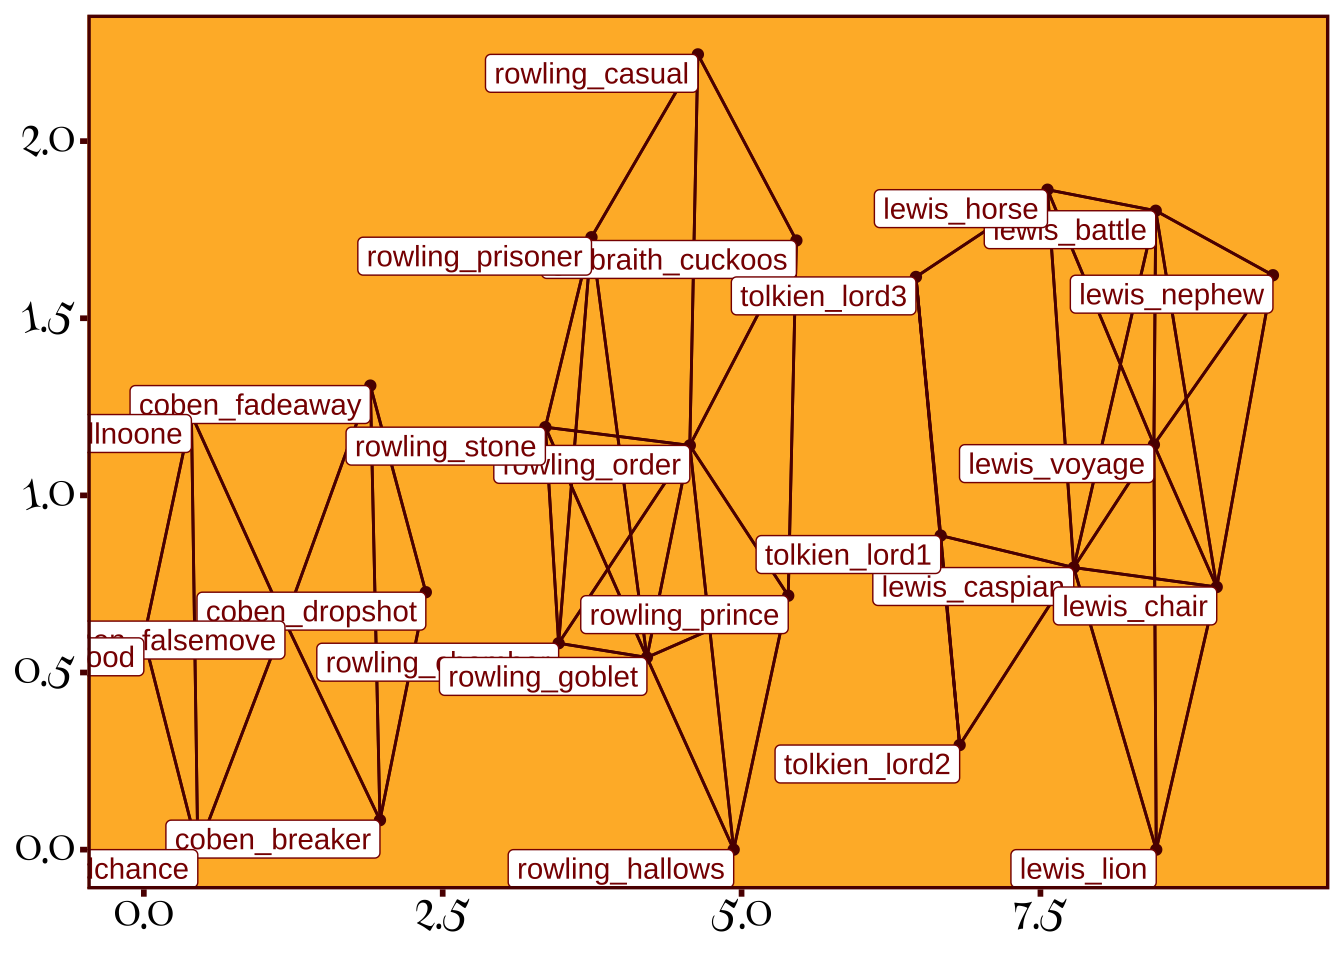 rowling_casual
2.0
lewis_horse
lewis_battle
rowling_prisoner
braith_cuckoos
tolkien_lord3
lewis_nephew
1.5
coben_fadeaway
llnoone
rowling_stone
rowling_order
lewis_voyage
1.0
tolkien_lord1
lewis_caspian
lewis_chair
coben_dropshot
rowling_prince
falsemove
ood
rowling_chamber
rowling_goblet
0.5
tolkien_lord2
coben_breaker
0.0
lchance
rowling_hallows
lewis_lion
0.0 2.5 5.0 7.5